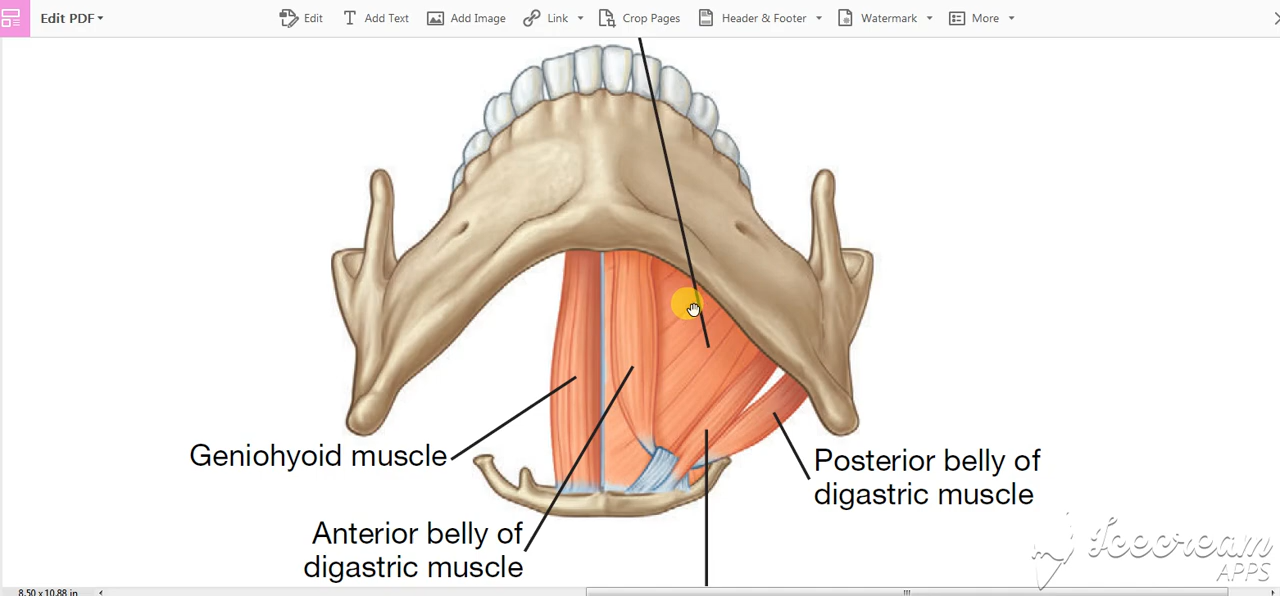 Edit PDF
Edit
Add Text
Add Image
Link
Crop Pages
Header & Footer
Watermark
More
Geniohyoid muscle
Posterior belly of
digastric muscle
Anterior belly of
digastric muscle
Icecream
APPS
8.50 x 10.88 in.